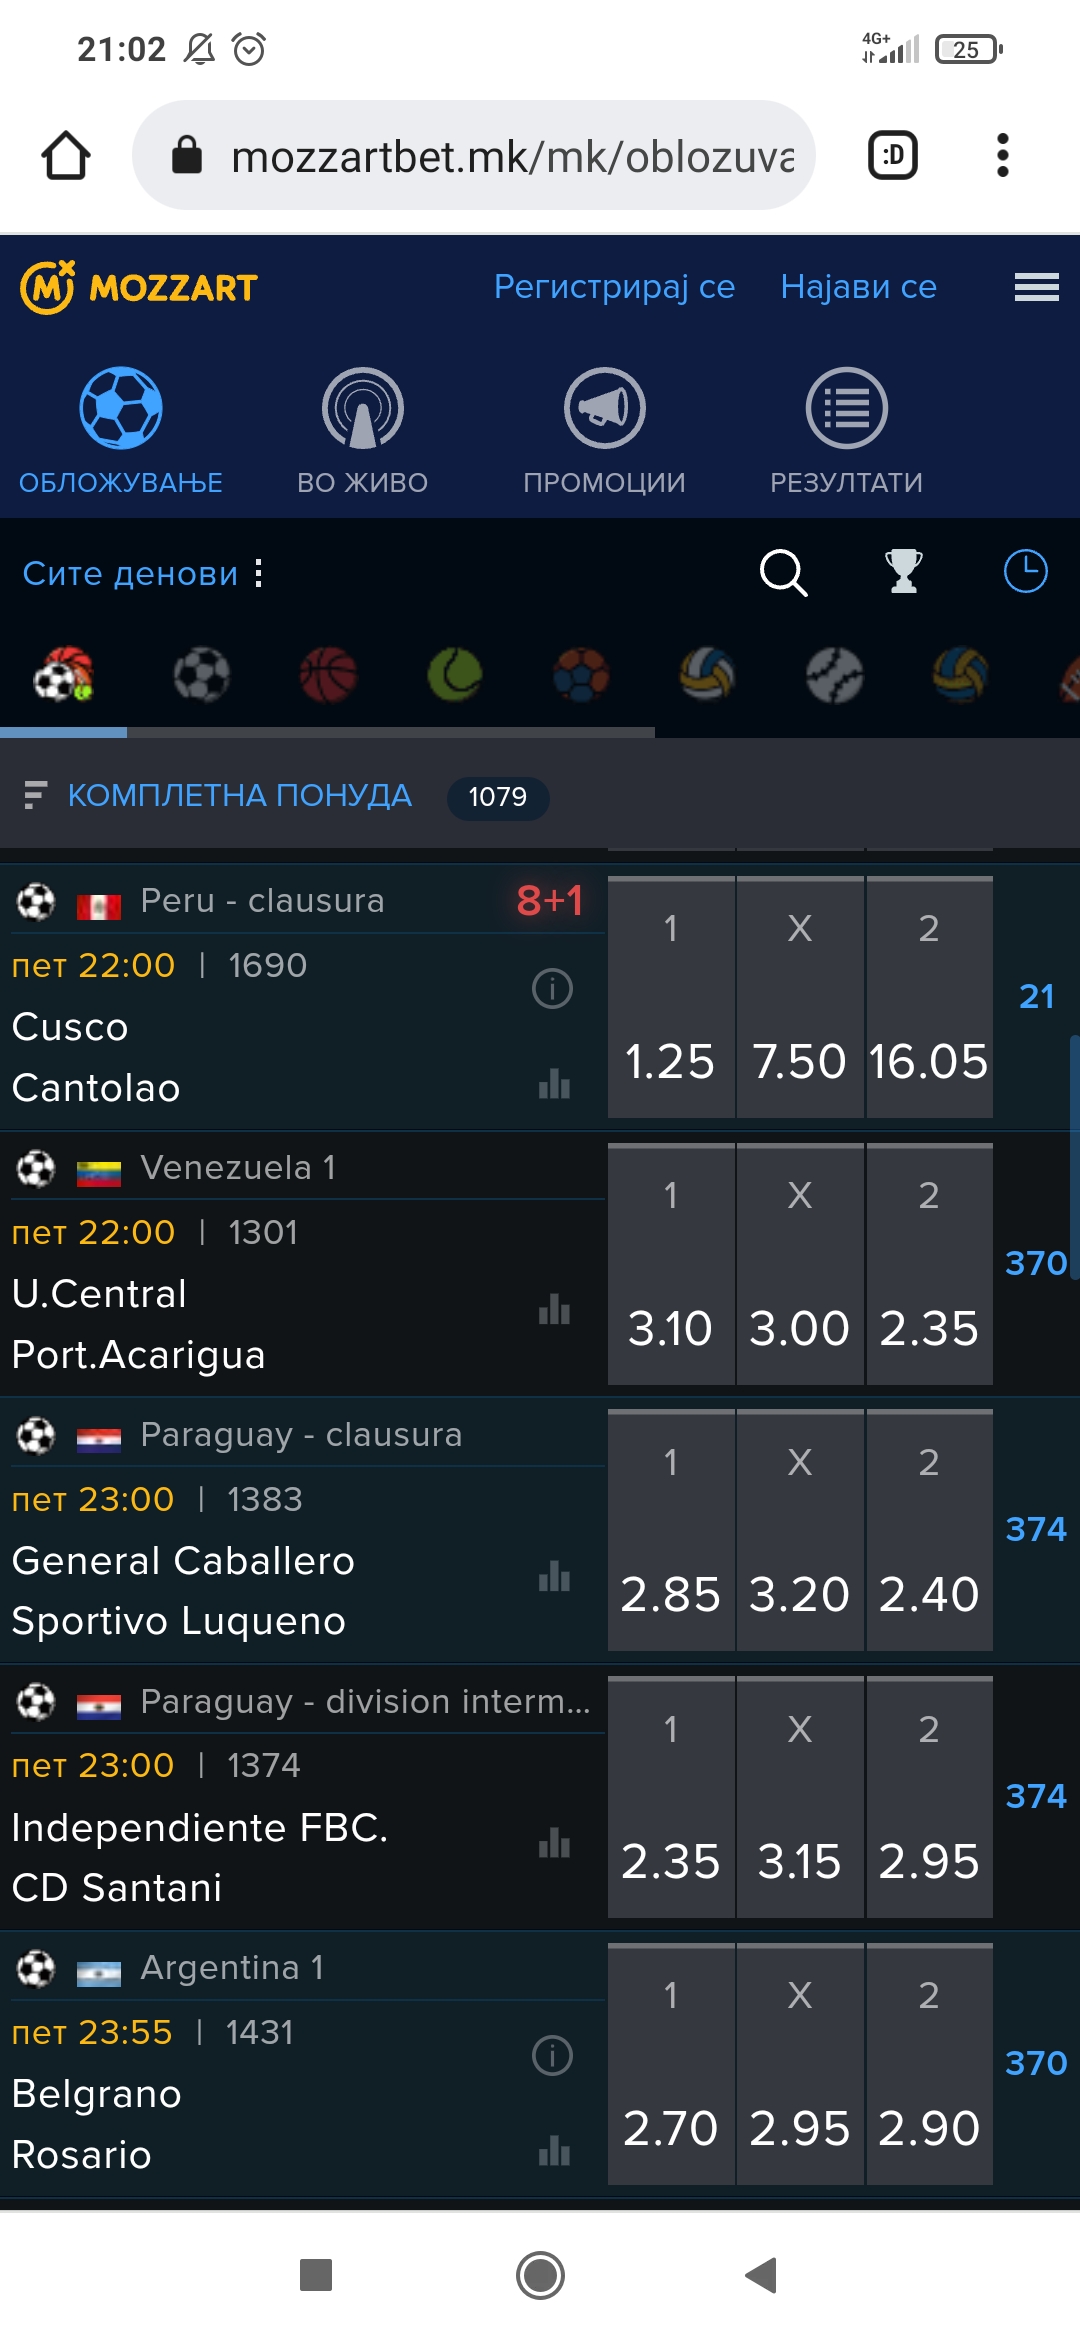 21:02
4G+
25
mozzartbet.mk/mk/oblozuva
:D
MOZZART
Регистрирај се
Најави се
ОБЛОЖУВАЊЕ
ВО ЖИВО
ПРОМОЦИИ
РЕЗУЛТАТИ
Сите денови
КОМПЛЕТНА ПОНУДА 1079
Peru - clausura 8+1
пет 22:00 | 1690
Cusco
Cantolao
1 X 2
1.25 7.50 16.05
21
Venezuela 1
пет 22:00 | 1301
U.Central
Port.Acarigua
1 X 2
3.10 3.00 2.35
370
Paraguay - clausura
пет 23:00 | 1383
General Caballero
Sportivo Luqueno
1 X 2
2.85 3.20 2.40
374
Paraguay - division interm...
пет 23:00 | 1374
Independiente FBC.
CD Santani
1 X 2
2.35 3.15 2.95
374
Argentina 1
пет 23:55 | 1431
Belgrano
Rosario
1 X 2
2.70 2.95 2.90
370